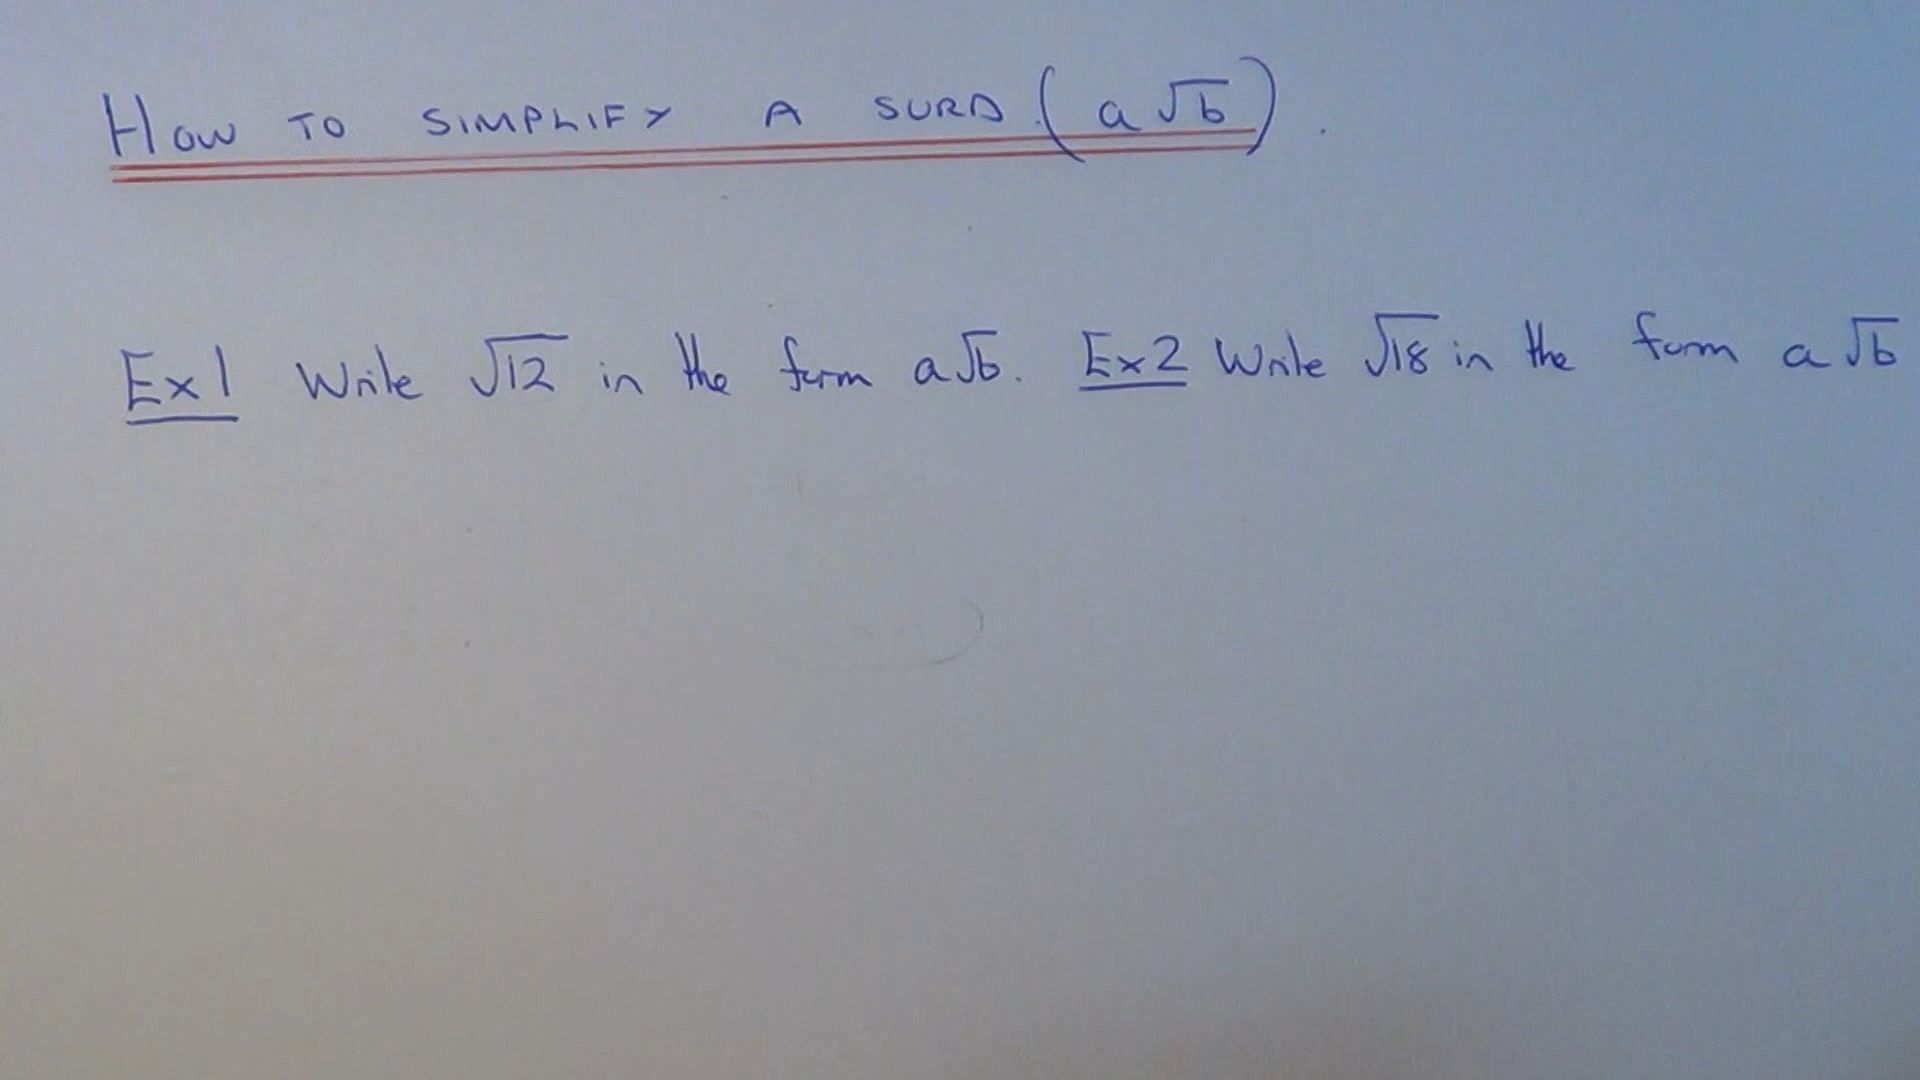 HOW TO SIMPLIFY A SURD. (a√b).
Ex1 Write √12 in the form a√b. Ex2 Write √18 in the form a√b